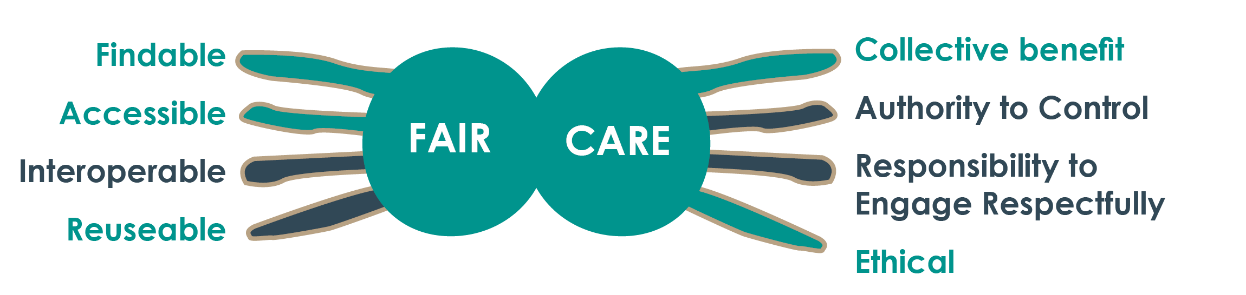 Findable
Accessible
Interoperable
Reuseable
FAIR
CARE
Collective benefit
Authority to Control
Responsibility to
Engage Respectfully
Ethical